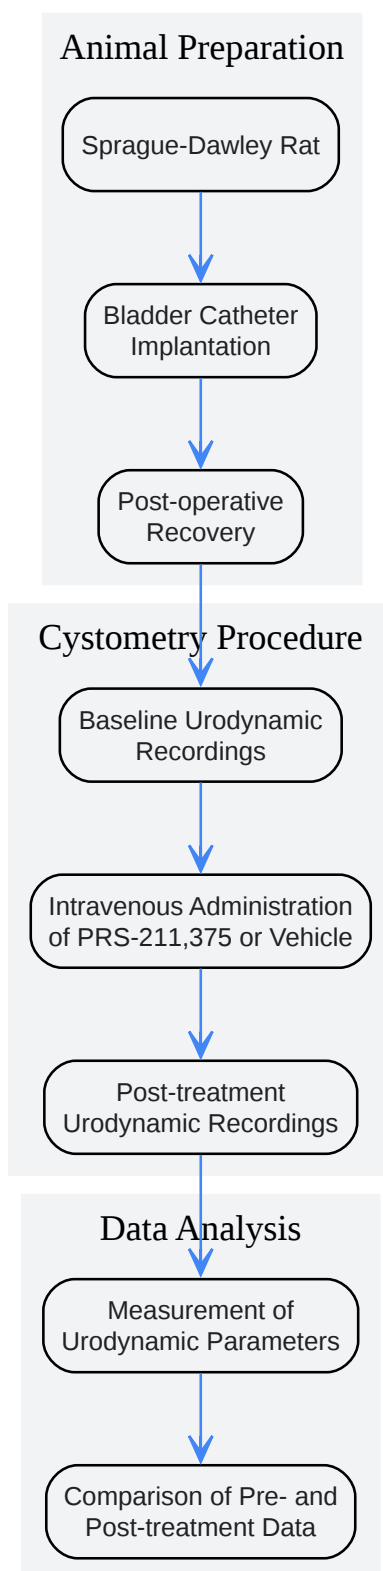 Animal Preparation
Sprague-Dawley Rat
Bladder Catheter
Implantation
Post-operative
Recovery
Cystometry Procedure
Baseline Urodynamic
Recordings
Intravenous Administration
of PRS-211,375 or Vehicle
Post-treatment
Urodynamic Recordings
Data Analysis
Measurement of
Urodynamic Parameters
Comparison of Pre- and
Post-treatment Data